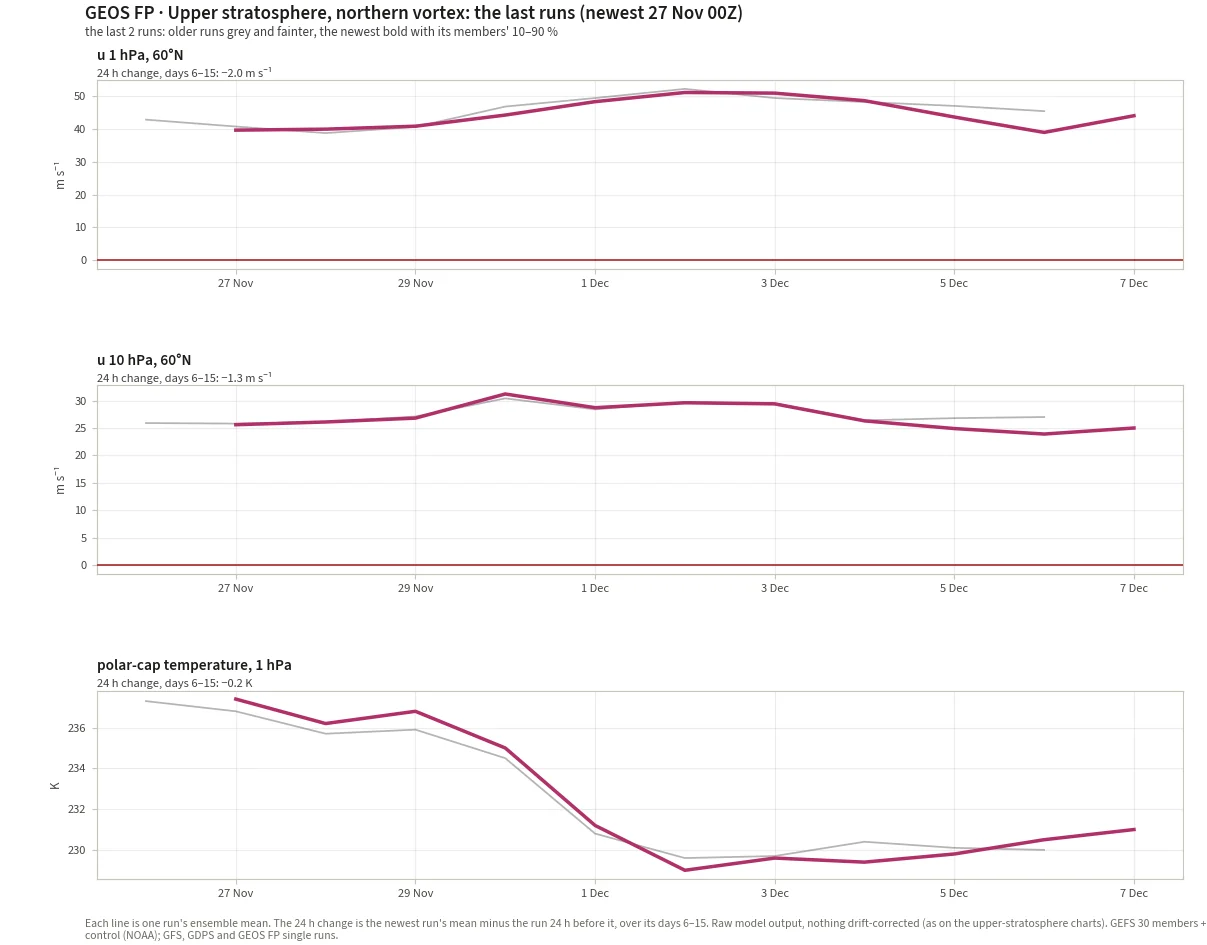 GEOS FP · Upper stratosphere, northern vortex: the last runs (newest 27 Nov 00Z)
the last 2 runs: older runs grey and fainter, the newest bold with its members' 10–90 %
u 1 hPa, 60°N
24 h change, days 6–15: −2.0 m s⁻¹
50
40
30
20
10
0
m s⁻¹
27 Nov 29 Nov 1 Dec 3 Dec 5 Dec 7 Dec
u 10 hPa, 60°N
24 h change, days 6–15: −1.3 m s⁻¹
30
25
20
15
10
5
0
m s⁻¹
27 Nov 29 Nov 1 Dec 3 Dec 5 Dec 7 Dec
polar-cap temperature, 1 hPa
24 h change, days 6–15: −0.2 K
236
234
232
230
K
27 Nov 29 Nov 1 Dec 3 Dec 5 Dec 7 Dec
Each line is one run's ensemble mean. The 24 h change is the newest run's mean minus the run 24 h before it, over its days 6–15. Raw model output, nothing drift-corrected (as on the upper-stratosphere charts). GEFS 30 members +
control (NOAA); GFS, GDPS and GEOS FP single runs.